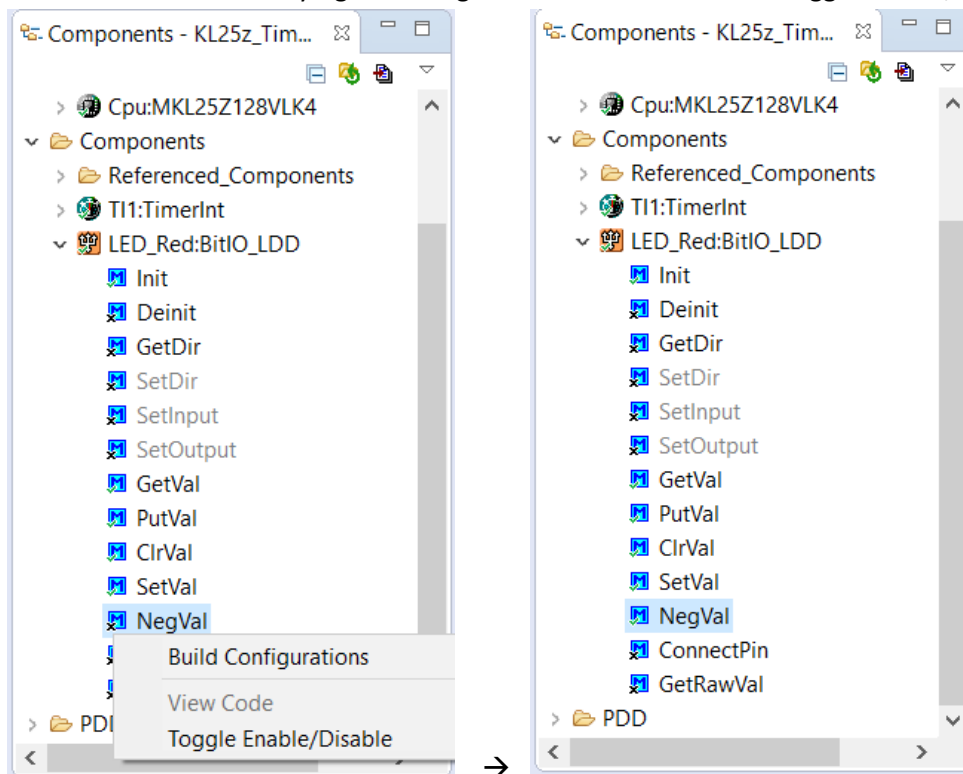 Components - KL25z_Tim...
Cpu:MKL25Z128VLK4
Components
Referenced_Components
TI1:TimerInt
LED_Red:BitIO_LDD
Init
Deinit
GetDir
SetDir
SetInput
SetOutput
GetVal
PutVal
ClrVal
SetVal
NegVal
Build Configurations
View Code
PDD
Toggle Enable/Disable
→
Components - KL25z_Tim...
Cpu:MKL25Z128VLK4
Components
Referenced_Components
TI1:TimerInt
LED_Red:BitIO_LDD
Init
Deinit
GetDir
SetDir
SetInput
SetOutput
GetVal
PutVal
ClrVal
SetVal
NegVal
ConnectPin
GetRawVal
PDD